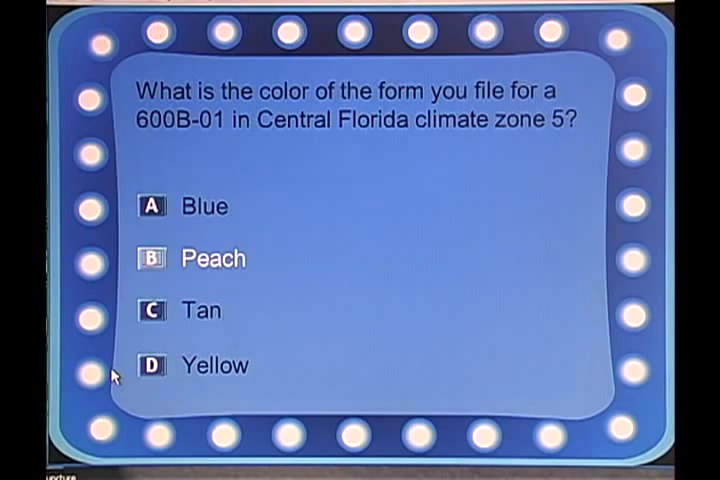 What is the color of the form you file for a
600B-01 in Central Florida climate zone 5?
A Blue
B Peach
C Tan
D Yellow